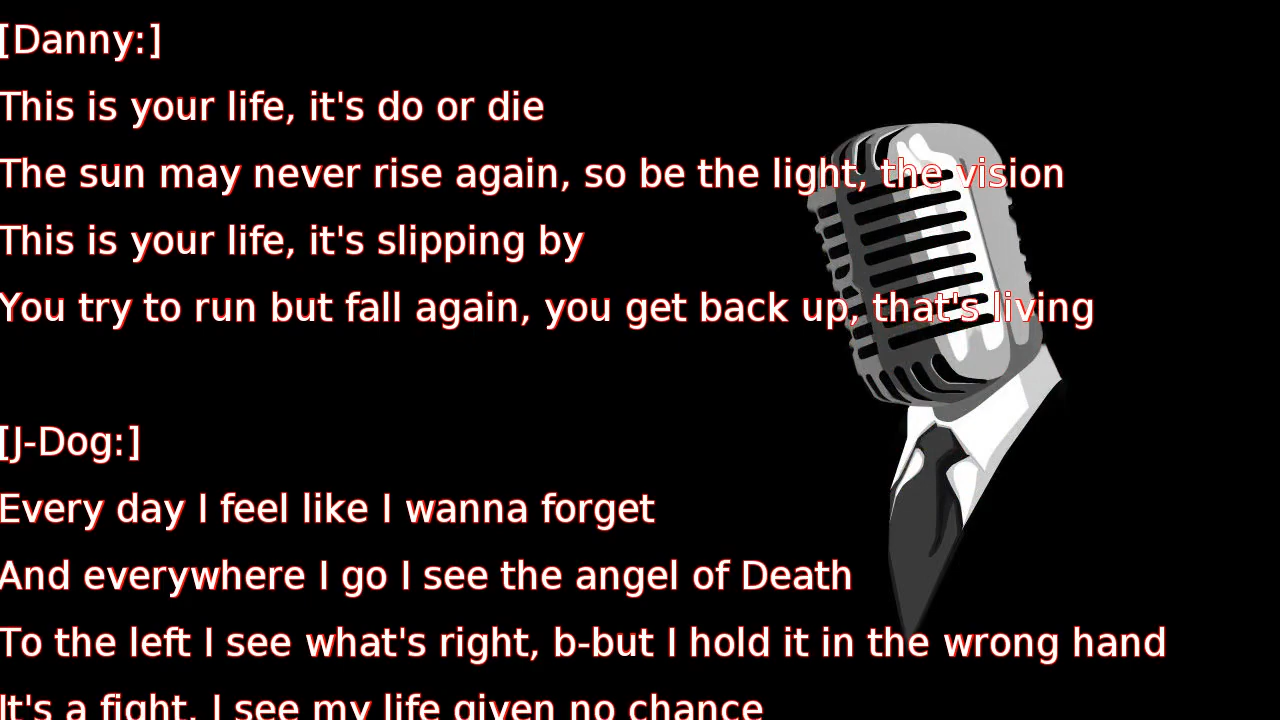 [Danny:]
This is your life, it's do or die
The sun may never rise again, so be the light, the vision
This is your life, it's slipping by
You try to run but fall again, you get back up, that's living
[J-Dog:]
Every day I feel like I wanna forget
And everywhere I go I see the angel of Death
To the left I see what's right, b-but I hold it in the wrong hand
It's a fight, I see my life given no chance